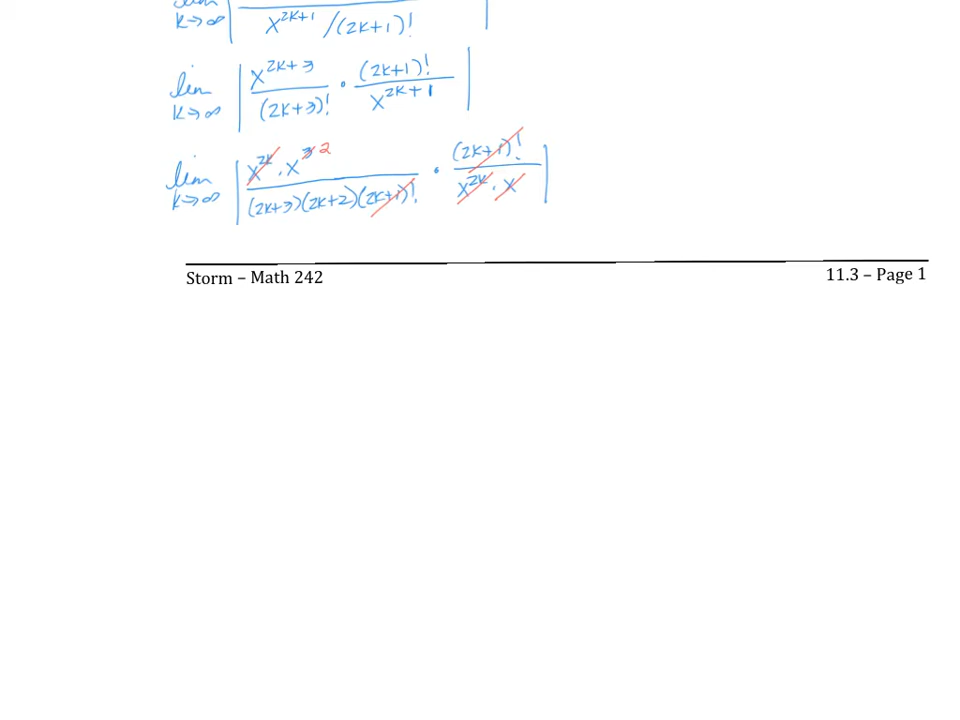 lim k→∞ | x^{2k+1} /(2k+1)! |
lim k→∞ | x^{2k+3} / (2k+3)! · (2k+1)! / x^{2k+1} |
lim k→∞ | x^{2k} · x^{3} 2 / (2k+3)(2k+2)(2k+1)! · (2k+1)! / x^{2k} · x |
Storm – Math 242 11.3 – Page 1